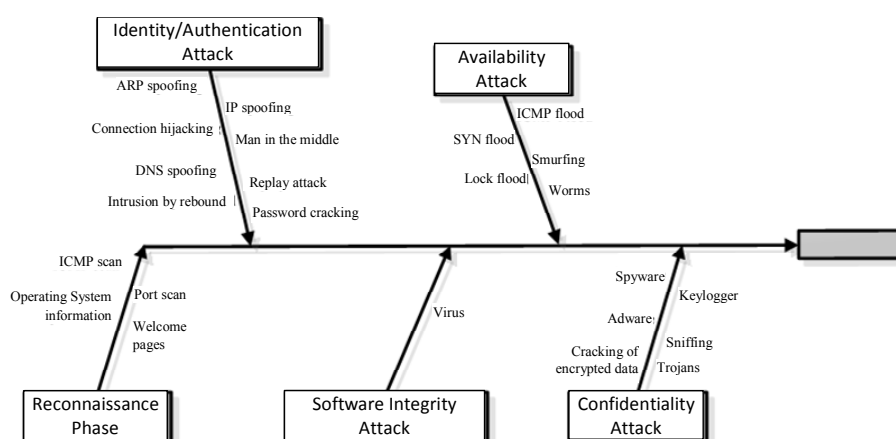 Identity/Authentication
Attack
Availability
Attack
ARP spoofing
IP spoofing
Connection hijacking
Man in the middle
DNS spoofing
Replay attack
Intrusion by rebound
Password cracking
ICMP flood
SYN flood
Smurfing
Lock flood
Worms
ICMP scan
Operating System
information
Port scan
Welcome
pages
Virus
Spyware
Keylogger
Adware
Sniffing
Cracking of
encrypted data
Trojans
Reconnaissance
Phase
Software Integrity
Attack
Confidentiality
Attack